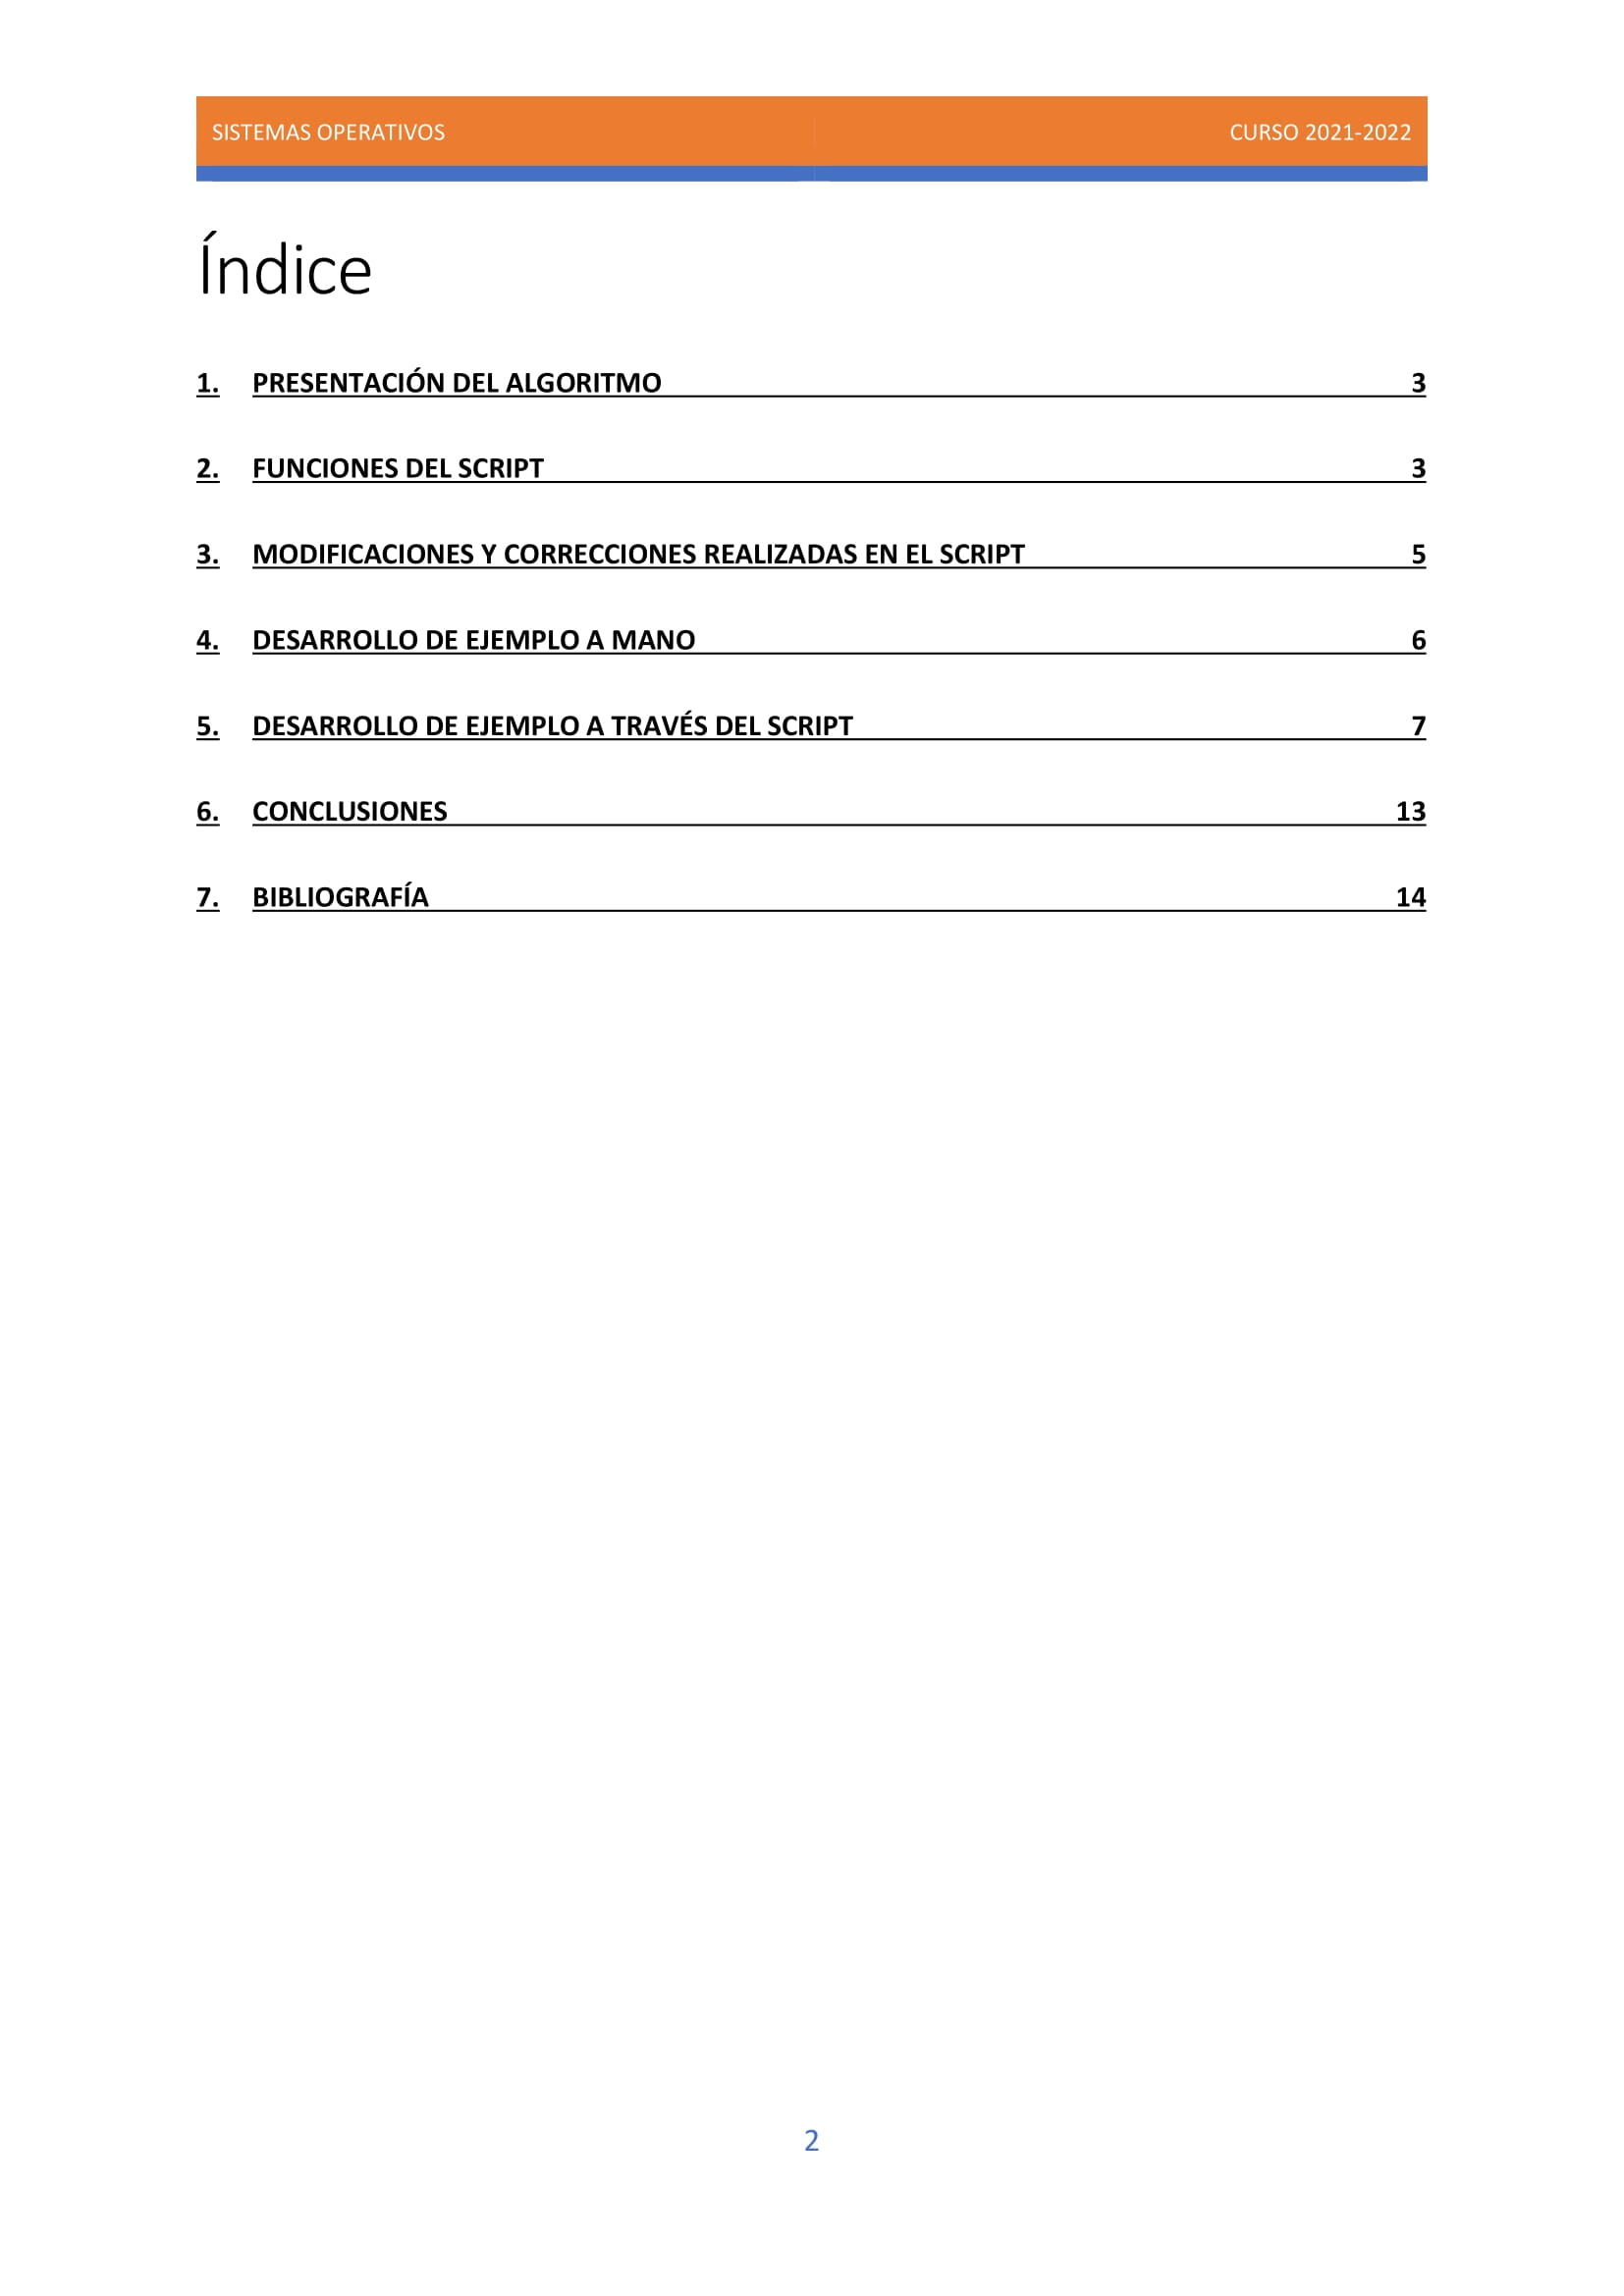 SISTEMAS OPERATIVOS CURSO 2021-2022
Índice
1. PRESENTACIÓN DEL ALGORITMO 3
2. FUNCIONES DEL SCRIPT 3
3. MODIFICACIONES Y CORRECCIONES REALIZADAS EN EL SCRIPT 5
4. DESARROLLO DE EJEMPLO A MANO 6
5. DESARROLLO DE EJEMPLO A TRAVÉS DEL SCRIPT 7
6. CONCLUSIONES 13
7. BIBLIOGRAFÍA 14
2